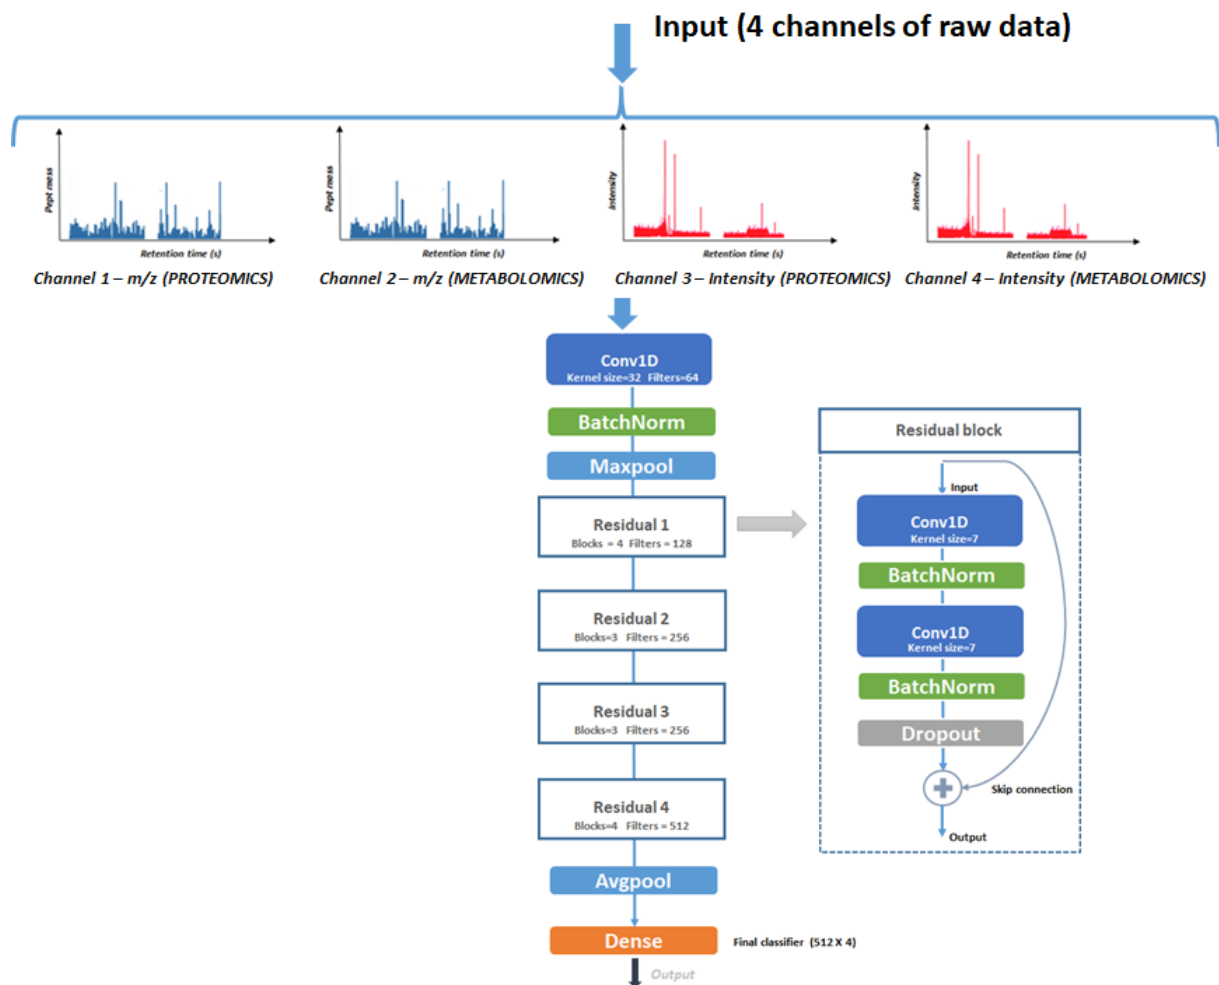 Input (4 channels of raw data)
Pept mass
Retention time (s)
Channel 1 – m/z (PROTEOMICS)
Pept mass
Retention time (s)
Channel 2 – m/z (METABOLOMICS)
Intensity
Retention time (s)
Channel 3 – Intensity (PROTEOMICS)
Intensity
Retention time (s)
Channel 4 – Intensity (METABOLOMICS)
Conv1D
Kernel size=32 Filters=64
BatchNorm
Maxpool
Residual 1
Blocks = 4 Filters = 128
Residual 2
Blocks=3 Filters = 256
Residual 3
Blocks=3 Filters = 256
Residual 4
Blocks=4 Filters = 512
Avgpool
Dense
Final classifier (512 X 4)
Output
Residual block
Input
Conv1D
Kernel size=7
BatchNorm
Conv1D
Kernel size=7
BatchNorm
Dropout
Skip connection
Output